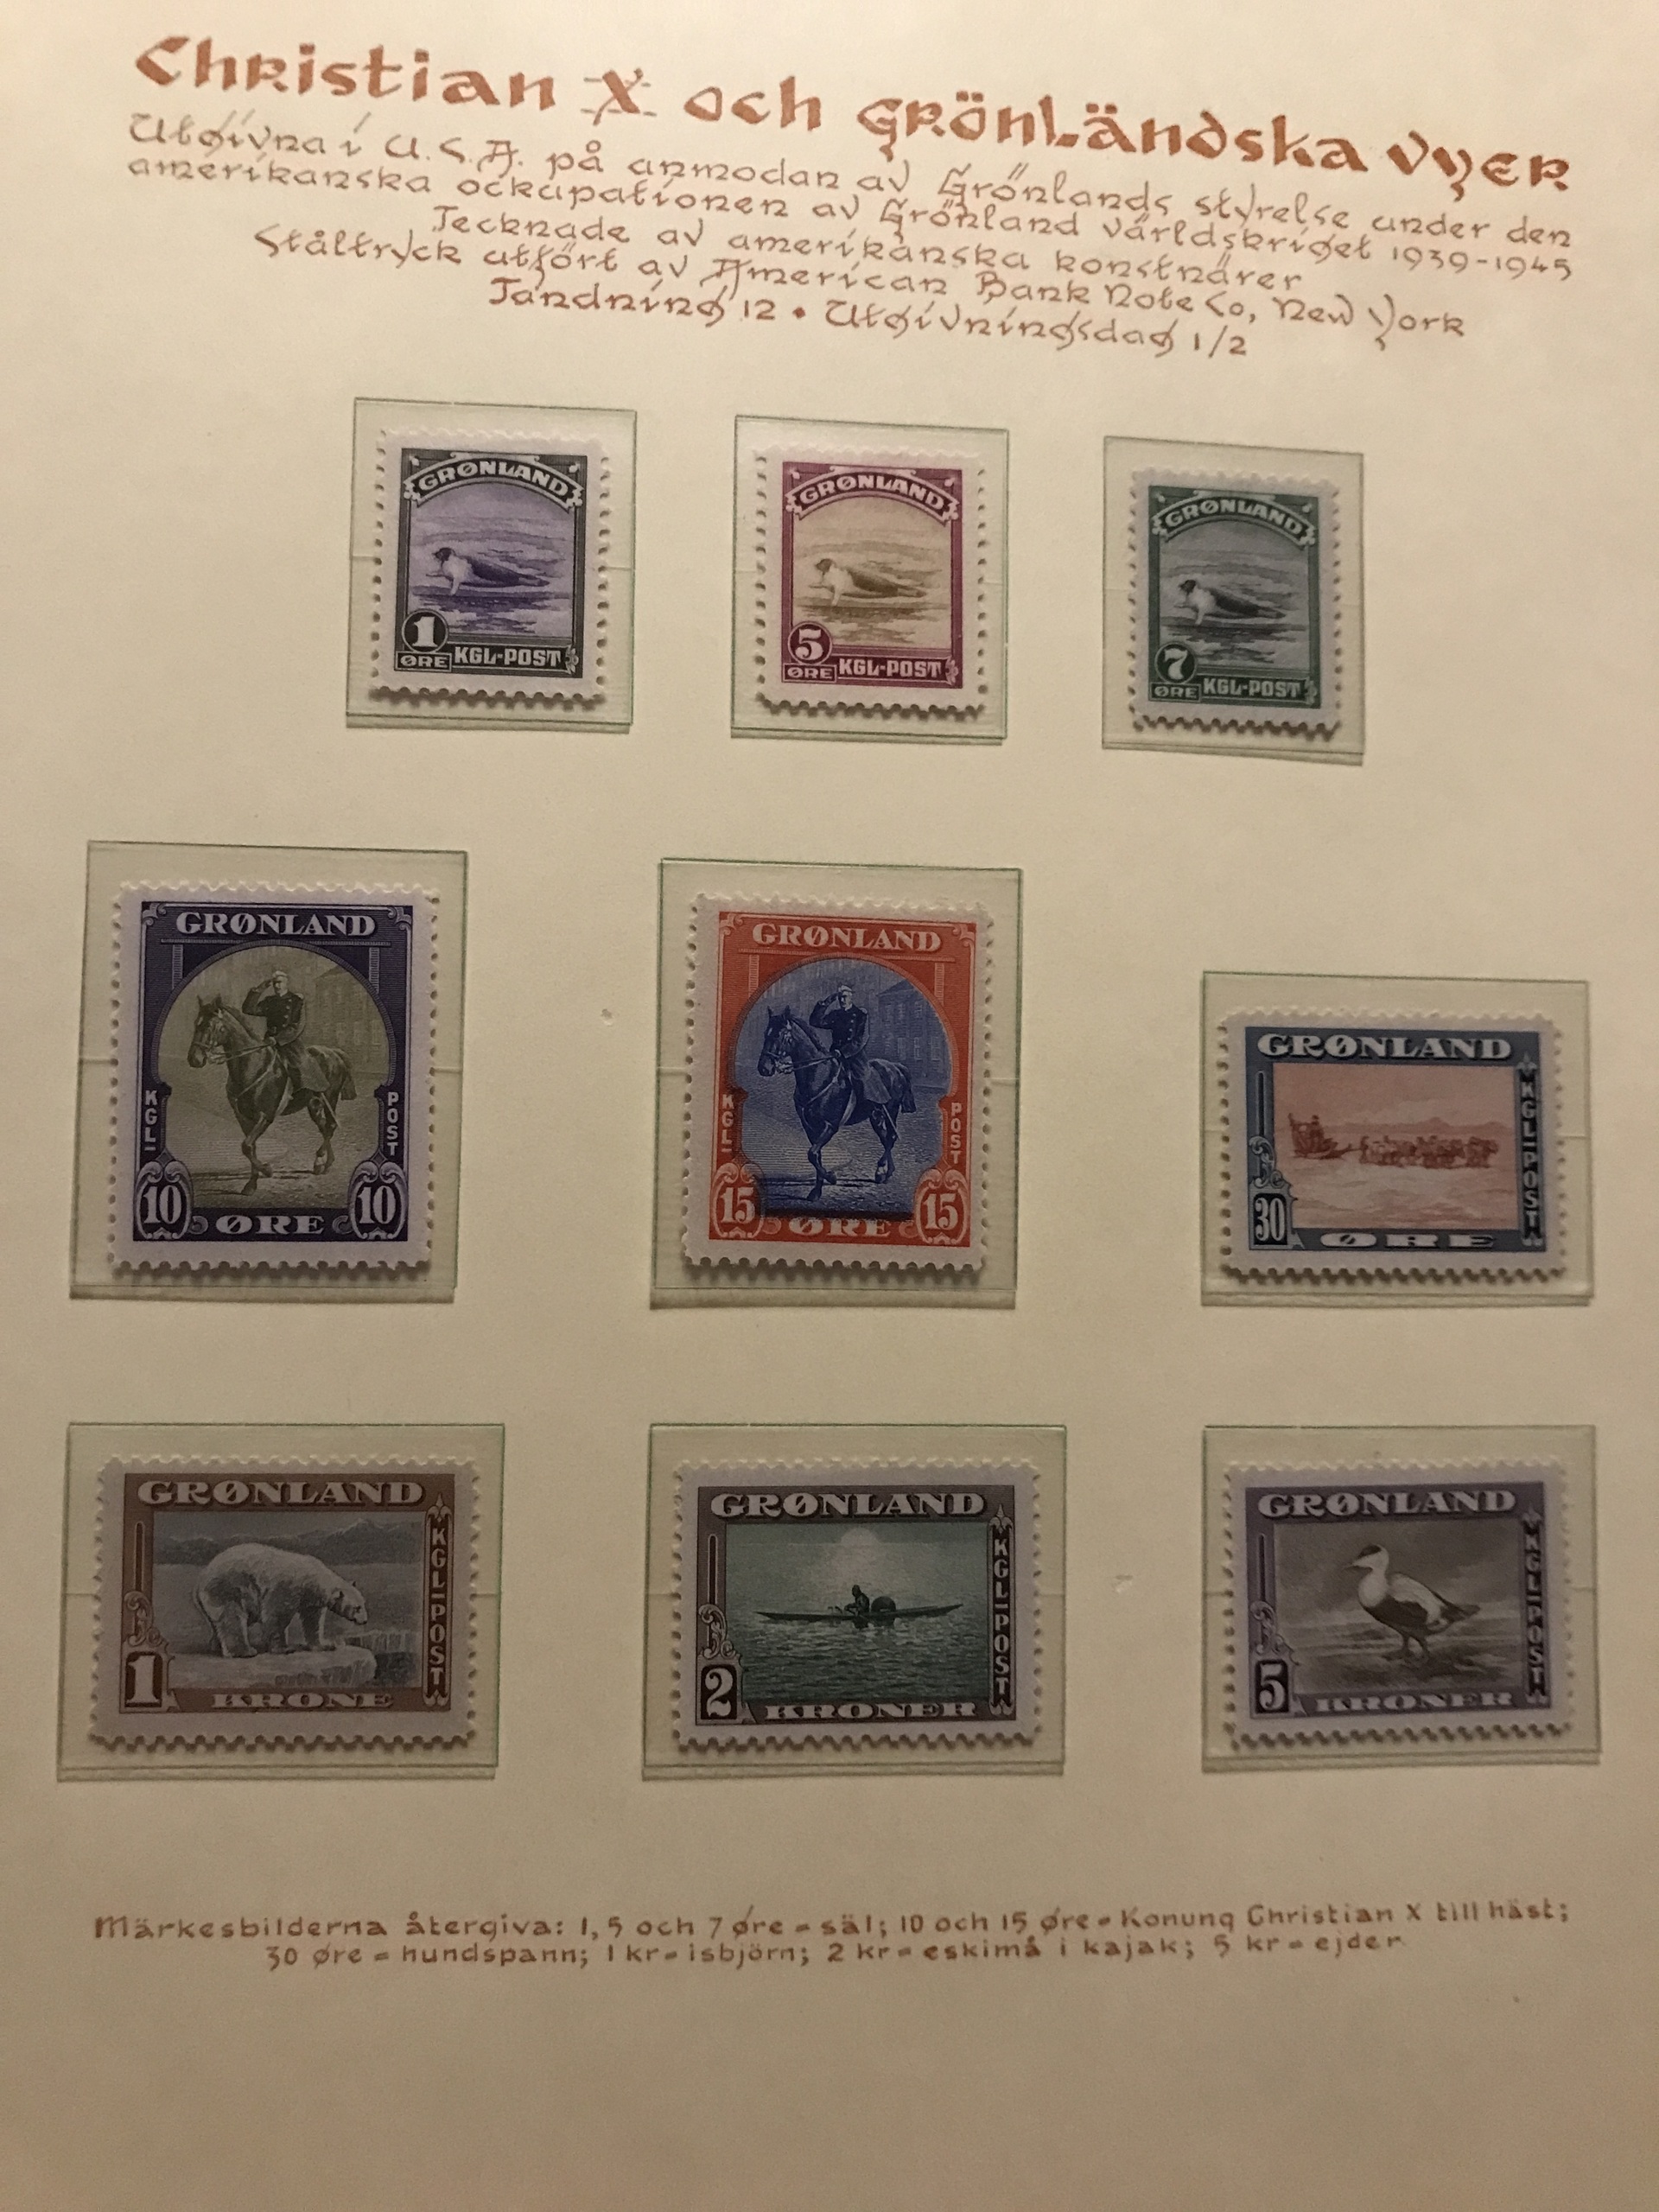 Christian X och Grönländska vyer
Utgivna i U.S.A. på anmodan av Grönlands styrelse under den
amerikanska ockupationen av Grönland världskriget 1939-1945
Tecknade av amerikanska konstnärer
Ståltryck utfört av American Bank Note Co, New York
Tandning 12 • Utgivningsdag 1/2
GRØNLAND
1
ØRE KGL-POST
GRØNLAND
5
ØRE KGL-POST
GRØNLAND
7
ØRE KGL-POST
GRØNLAND
KGL- POST
10 ØRE 10
GRØNLAND
KGL- POST
15 ØRE 15
GRØNLAND
KGL-POST
30 ØRE
GRØNLAND
KGL-POST
1 KRONE
GRØNLAND
KGL-POST
2 KRONER
GRØNLAND
KGL-POST
5 KRONER
Märkesbilderna återgiva: 1, 5 och 7 øre = säl; 10 och 15 øre = Konung Christian X till häst;
30 øre = hundspann; 1 kr = isbjörn; 2 kr = eskimå i kajak; 5 kr = ejder